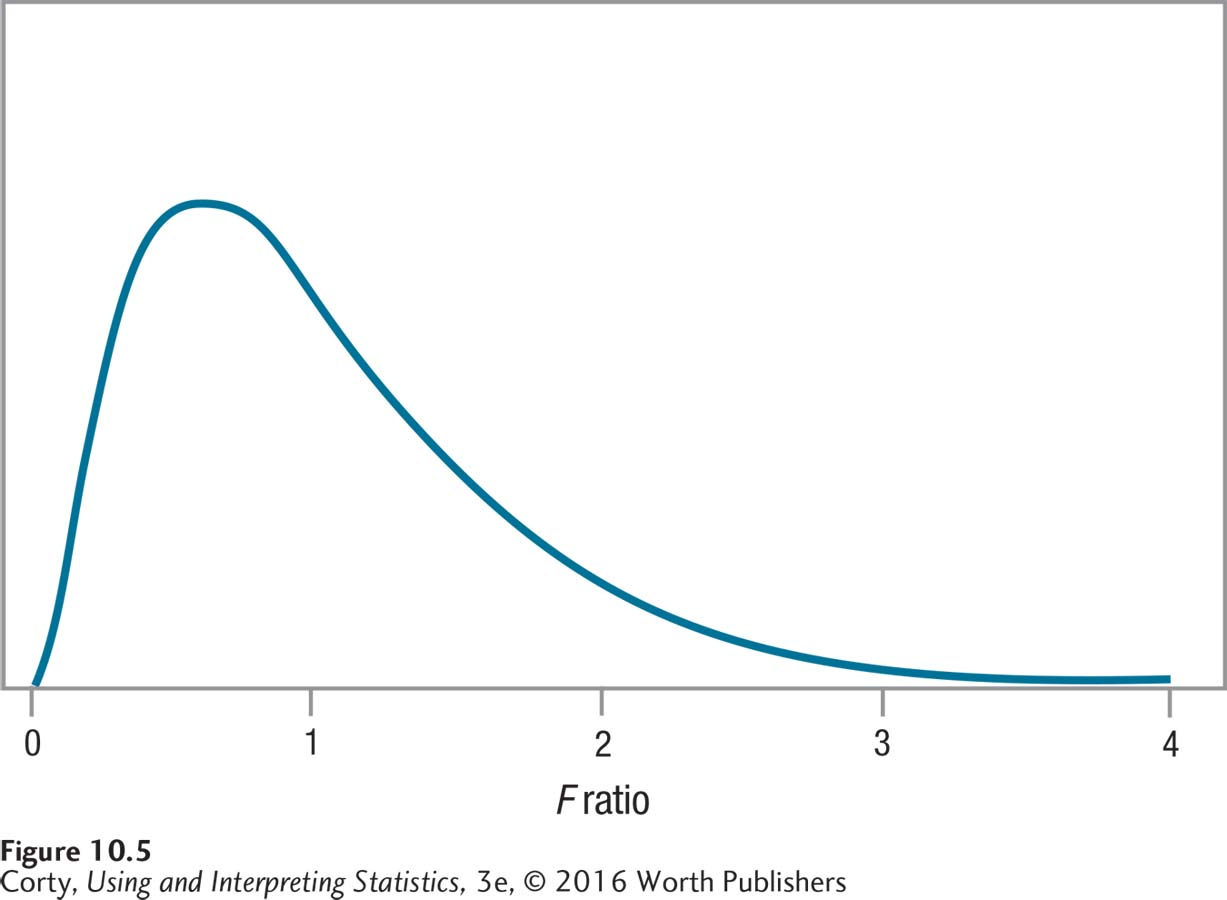 0 1 2 3 4
F ratio
Figure 10.5
Corty, Using and Interpreting Statistics, 3e, © 2016 Worth Publishers